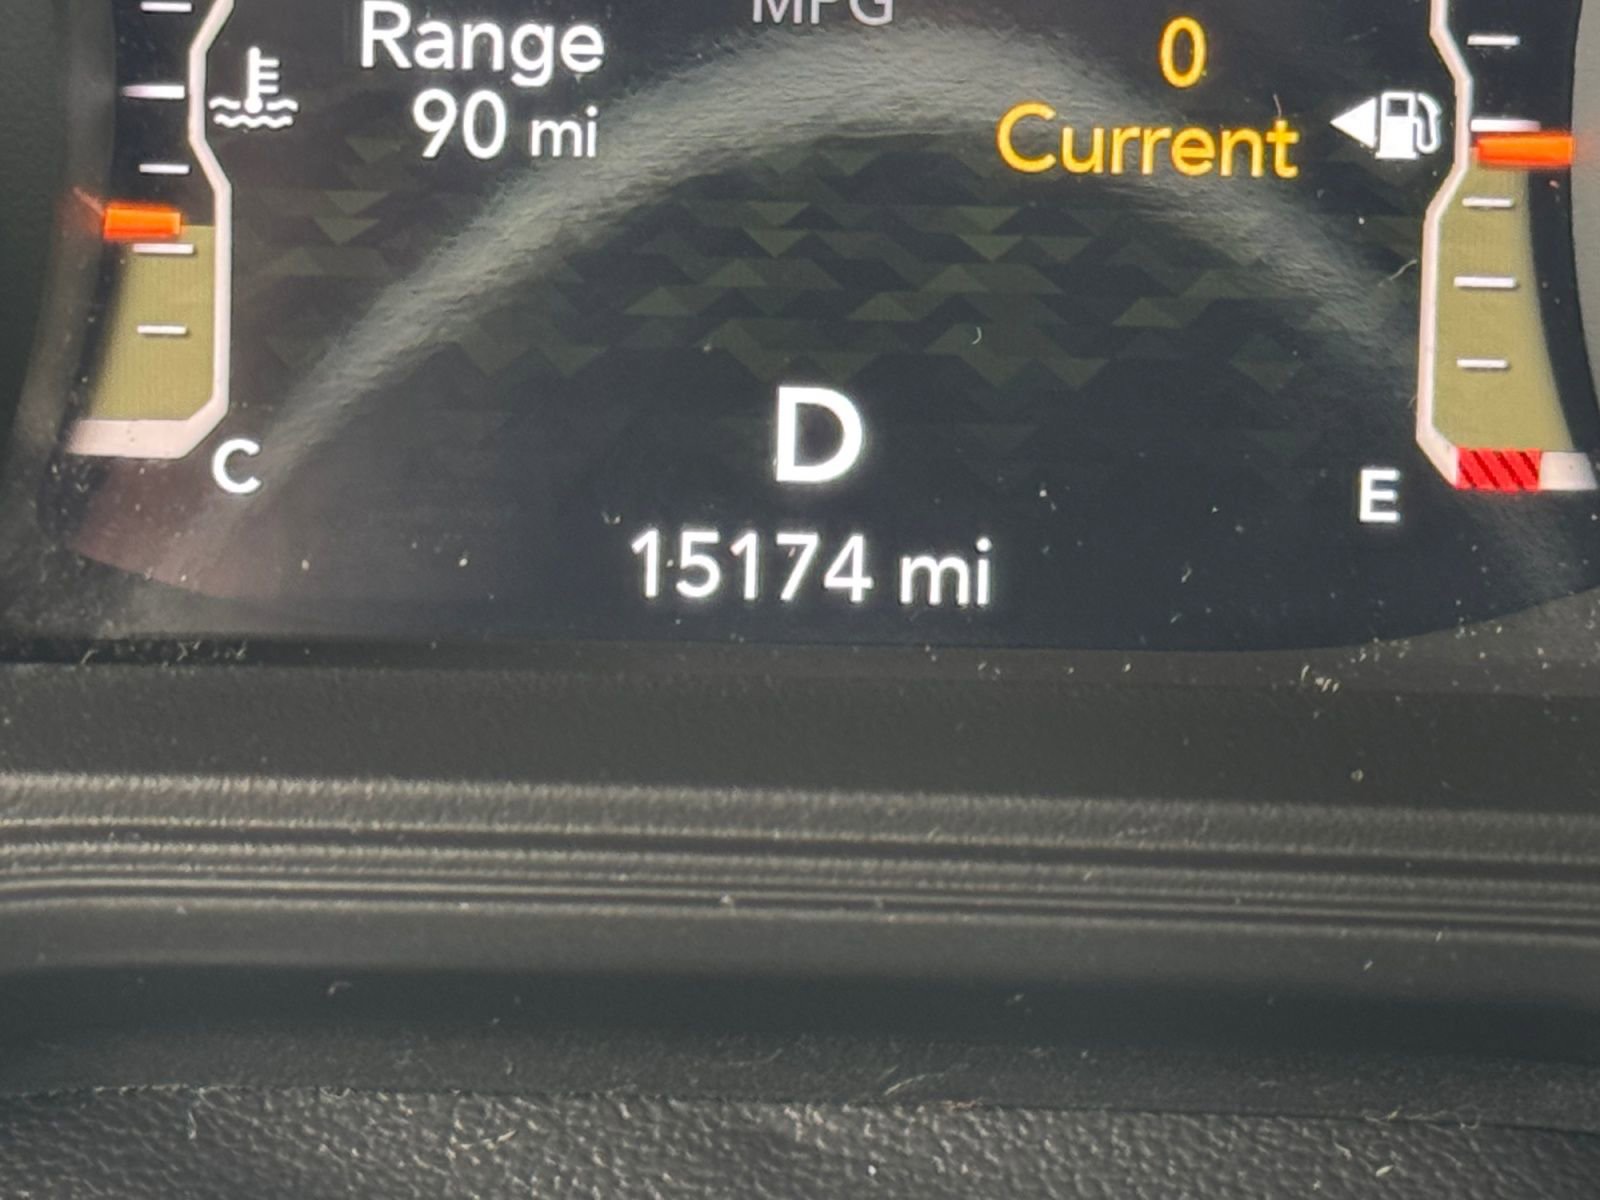 MPG
Range
90 mi
0
Current
C
D
E
15174 mi